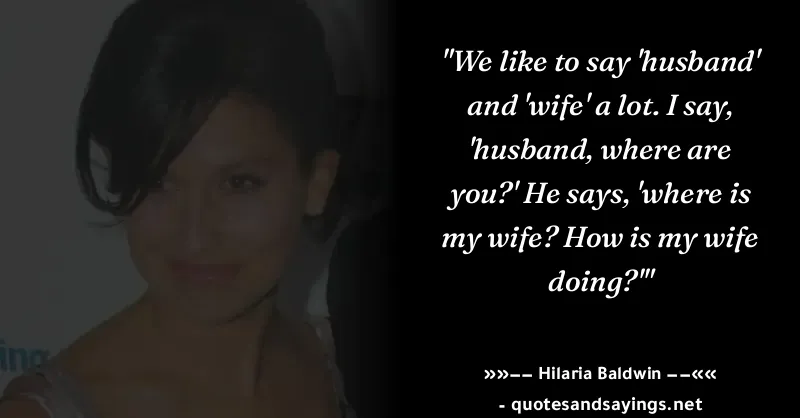 "We like to say 'husband'
and 'wife' a lot. I say,
'husband, where are
you?' He says, 'where is
my wife? How is my wife
doing?'"
»»−− Hilaria Baldwin −−««
- quotesandsayings.net
ing